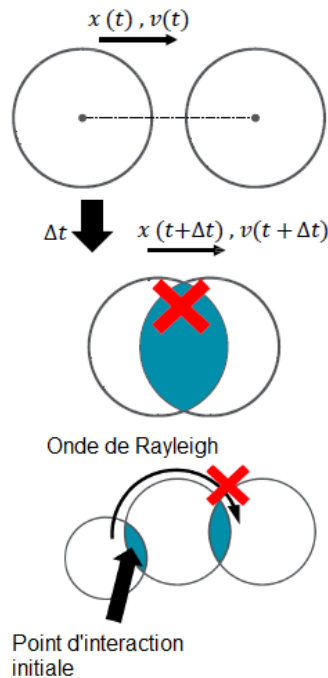 x (t) , v(t)
Δt
x (t+Δt) , v(t + Δt)
Onde de Rayleigh
Point d'interaction
initiale